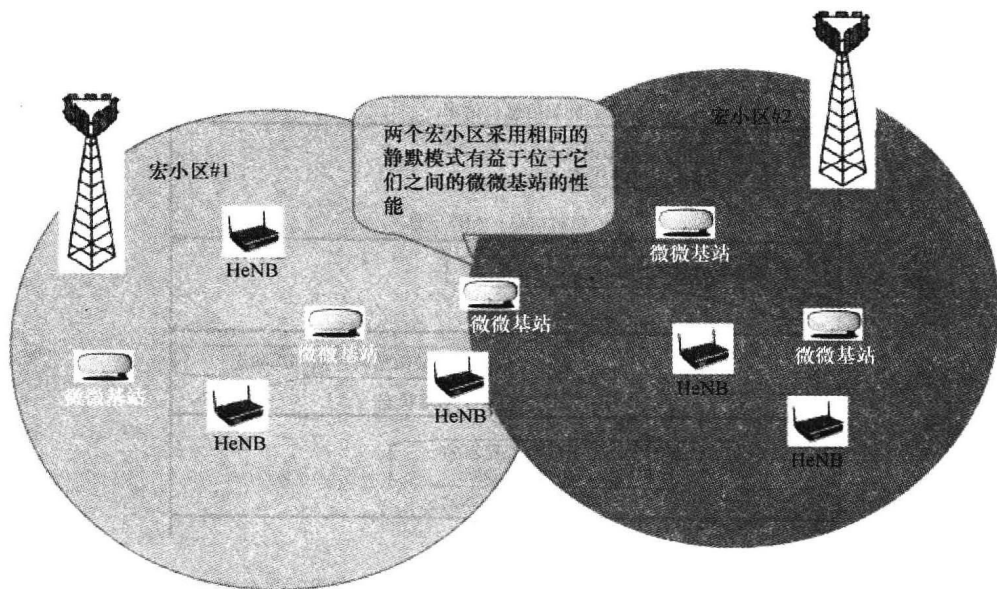 宏小区#2
两个宏小区采用相同的
静默模式有益于位于它
们之间的微微基站的性
能
宏小区#1
微微基站
HeNB
微微基站
微微基站
微微基站
微微基站
HeNB
HeNB
HeNB
HeNB